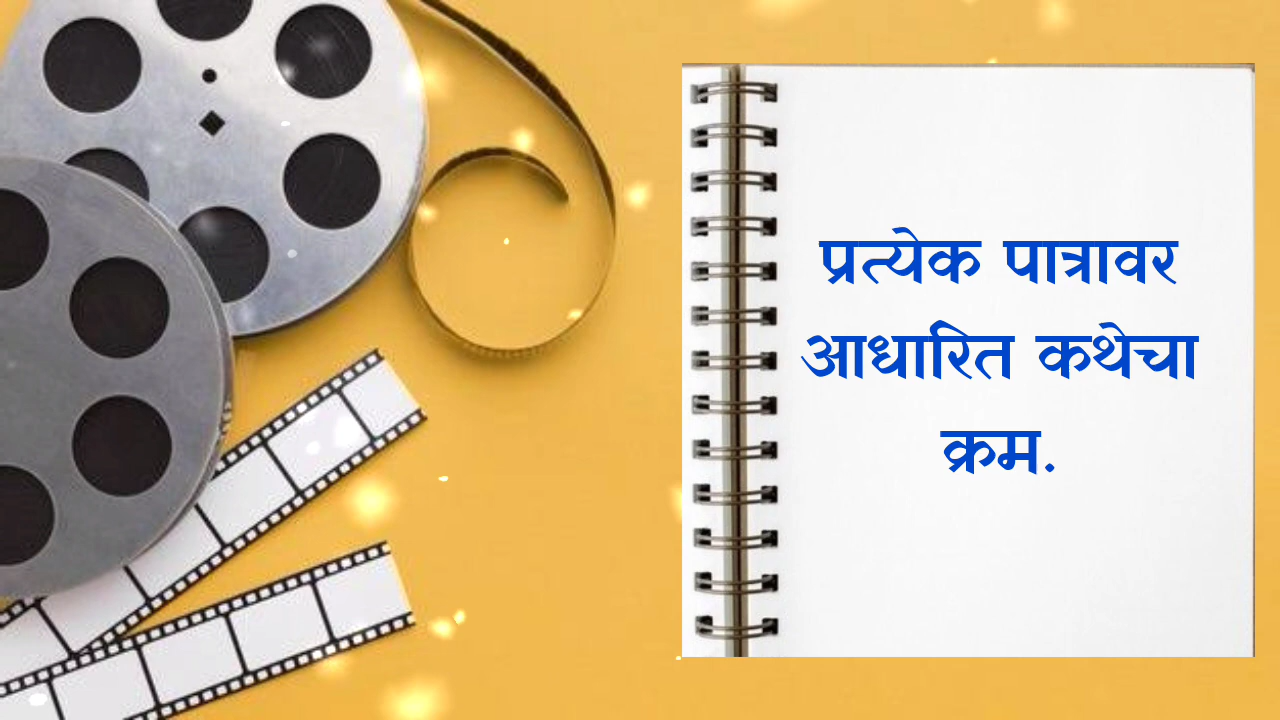 प्रत्येक पात्रावर
आधारित कथेचा
क्रम.